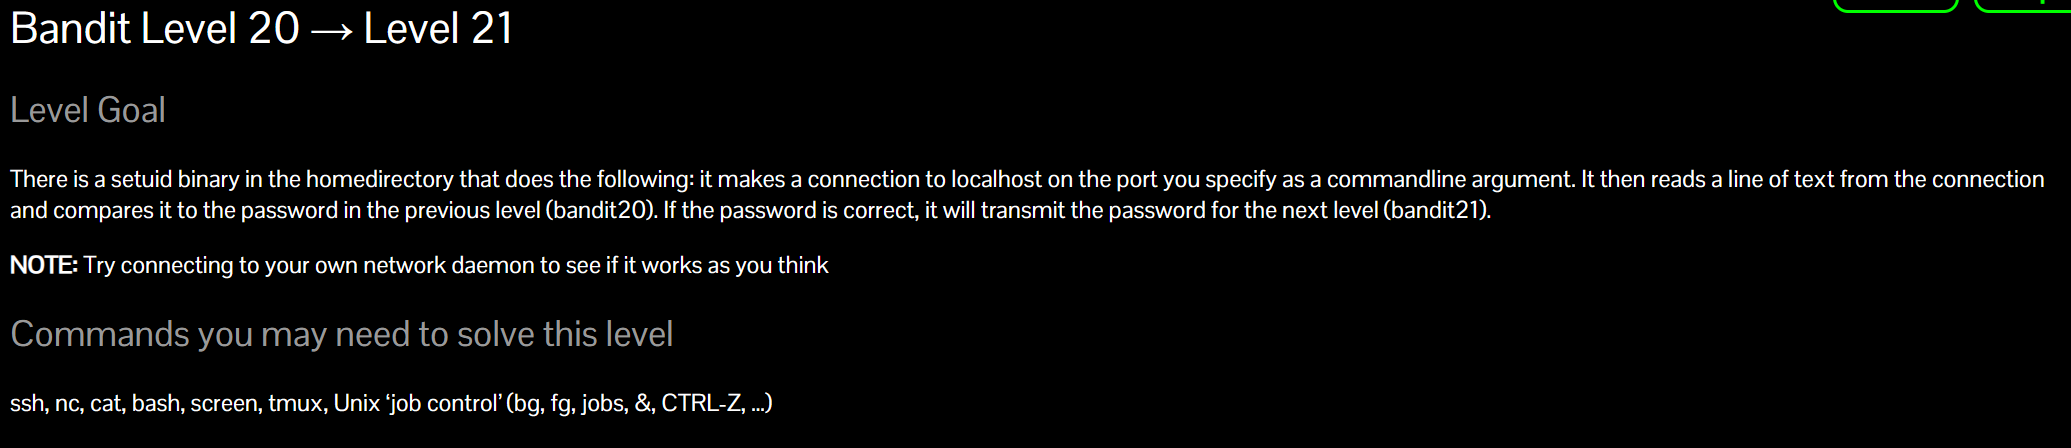 Bandit Level 20 → Level 21
Level Goal
There is a setuid binary in the homedirectory that does the following: it makes a connection to localhost on the port you specify as a commandline argument. It then reads a line of text from the connection
and compares it to the password in the previous level (bandit20). If the password is correct, it will transmit the password for the next level (bandit21).
NOTE: Try connecting to your own network daemon to see if it works as you think
Commands you may need to solve this level
ssh, nc, cat, bash, screen, tmux, Unix ‘job control’ (bg, fg, jobs, &, CTRL-Z, …)